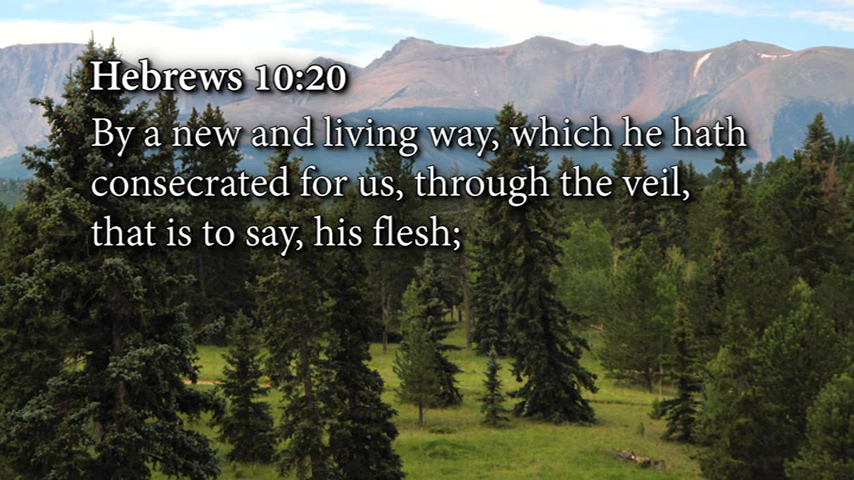 Hebrews 10:20
By a new and living way, which he hath
consecrated for us, through the veil,
that is to say, his flesh;